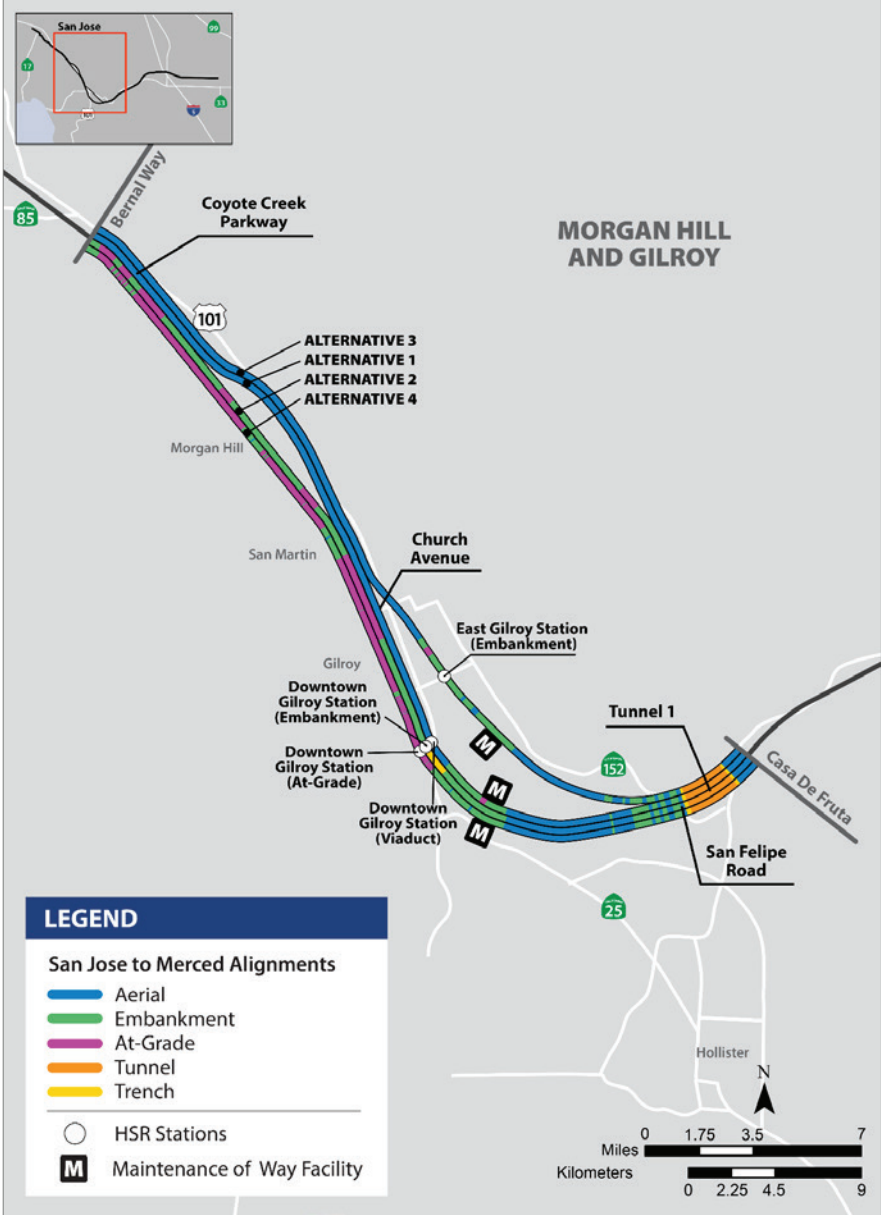 San Jose
99
17
101
5
33
Bernal Way
85
Coyote Creek
Parkway
MORGAN HILL
AND GILROY
101
ALTERNATIVE 3
ALTERNATIVE 1
ALTERNATIVE 2
ALTERNATIVE 4
Morgan Hill
San Martin
Church
Avenue
East Gilroy Station
(Embankment)
Gilroy
Downtown
Gilroy Station
(Embankment)
Tunnel 1
Downtown
Gilroy Station
(At-Grade)
M
152
Casa De Fruta
M
Downtown
Gilroy Station
(Viaduct)
M
San Felipe
Road
25
LEGEND
San Jose to Merced Alignments
Aerial
Embankment
At-Grade
Tunnel
Trench
HSR Stations
M Maintenance of Way Facility
Hollister
N
0 1.75 3.5 7
Miles
Kilometers
0 2.25 4.5 9